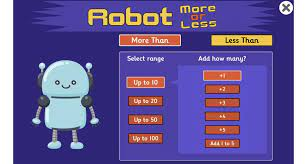 Robot More or Less
More Than
Less Than
Select range
Up to 10
Up to 20
Up to 50
Up to 100
Add how many?
+1
+2
+3
+4
+5
Add 1 to 5